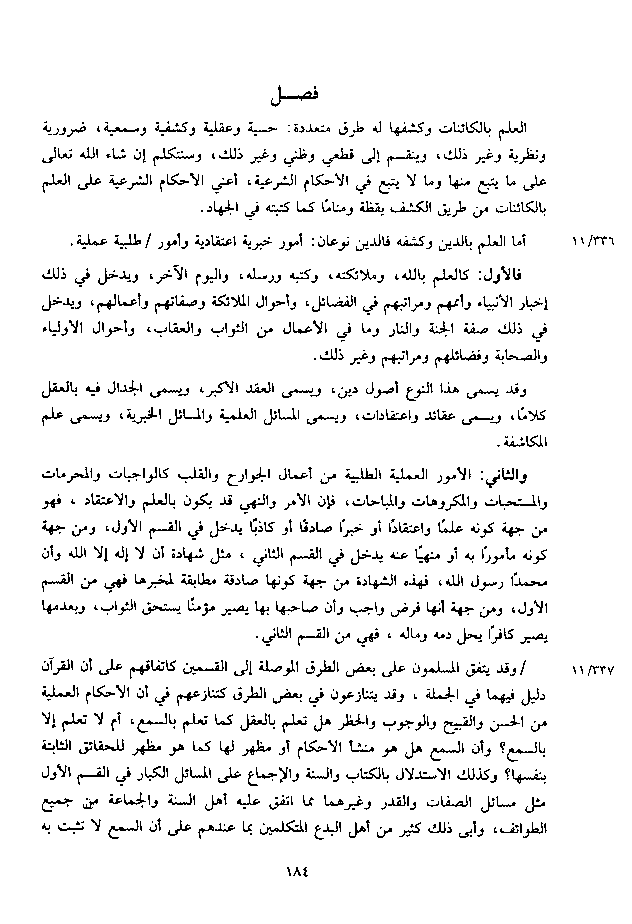 فصـــل
العلم بالكائنات وكشفها له طرق متعددة: حسية وعقلية وكشفية وسمعية، ضرورية
ونظرية وغير ذلك، وينقسم إلى قطعي وظني وغير ذلك، وسنتكلم إن شاء الله تعالى
على ما يتبع منها وما لا يتبع في الأحكام الشرعية، أعني الأحكام الشرعية على العلم
بالكائنات من طريق الكشف يقظة ومنامًا كما كتبته في الجهاد.
١١/٣٣٦ أما العلم بالدين وكشفه فالدين نوعان: أمور خبرية اعتقادية وأمور / طلبية عملية.
فالأول: كالعلم بالله، وملائكته، وكتبه ورسله، واليوم الآخر، ويدخل في ذلك
إخبار الأنبياء وأممهم ومراتبهم في الفضائل، وأحوال الملائكة وصفاتهم وأعمالهم، ويدخل
في ذلك صفة الجنة والنار وما في الأعمال من الثواب والعقاب، وأحوال الأولياء
والصحابة وفضائلهم ومراتبهم وغير ذلك.
وقد يسمى هذا النوع أصول دين، ويسمى العقد الأكبر، ويسمى الجدال فيه بالعقل
كلامًا، ويسمى عقائد واعتقادات، ويسمى المسائل العلمية والمسائل الخبرية، ويسمى علم
المكاشفة.
والثاني: الأمور العملية الطلبية من أعمال الجوارح والقلب كالواجبات والمحرمات
والمستحبات والمكروهات والمباحات، فإن الأمر والنهي قد يكون بالعلم والاعتقاد، فهو
من جهة كونه علمًا واعتقادًا أو خبرًا صادقًا أو كاذبًا يدخل في القسم الأول، ومن جهة
كونه مأمورًا به أو منهيًا عنه يدخل في القسم الثاني، مثل شهادة أن لا إله إلا الله وأن
محمدًا رسول الله، فهذه الشهادة من جهة كونها صادقة مطابقة لمخبرها فهي من القسم
الأول، ومن جهة أنها فرض واجب وأن صاحبها بها يصير مؤمنًا يستحق الثواب، وبعدمها
يصير كافرًا يحل دمه وماله، فهي من القسم الثاني.
١١/٣٣٧ / وقد يتفق المسلمون على بعض الطرق الموصلة إلى القسمين كاتفاقهم على أن القرآن
دليل فيهما في الجملة، وقد يتنازعون في بعض الطرق كتنازعهم في أن الأحكام العملية
من الحسن والقبيح والوجوب والحظر هل تعلم بالعقل كما تعلم بالسمع، أم لا تعلم إلا
بالسمع؟ وأن السمع هل هو منشأ الأحكام أو مظهر لها كما هو مظهر للحقائق الثابتة
بنفسها؟ وكذلك الاستدلال بالكتاب والسنة والإجماع على المسائل الكبار في القسم الأول
مثل مسائل الصفات والقدر وغيرهما مما اتفق عليه أهل السنة والجماعة من جميع
الطوائف، وأبى ذلك كثير من أهل البدع المتكلمين بما عندهم على أن السمع لا تثبت به
١٨٤